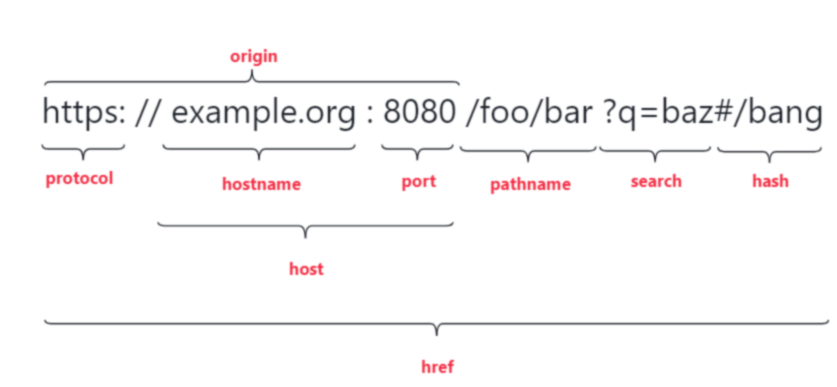 origin
https: // example.org : 8080 /foo/bar ?q=baz#/bang
protocol hostname port pathname search hash
host
href